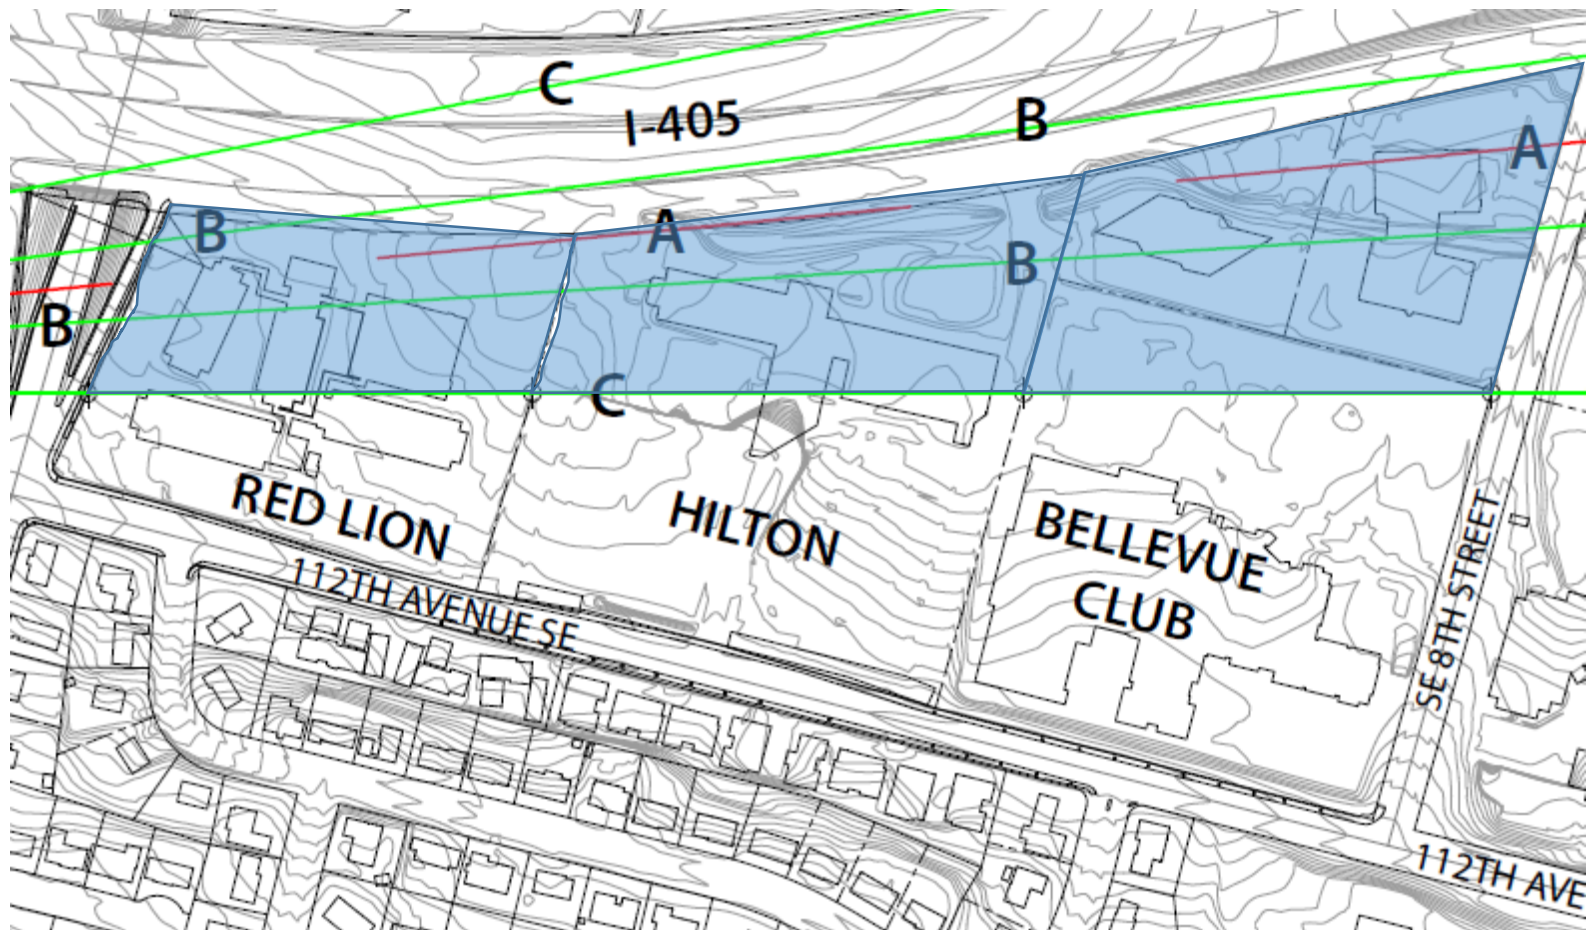 C
I-405
B
A
B
A
B
B
C
RED LION
HILTON
BELLEVUE
CLUB
112TH AVENUE SE
SE 8TH STREET
112TH AVE